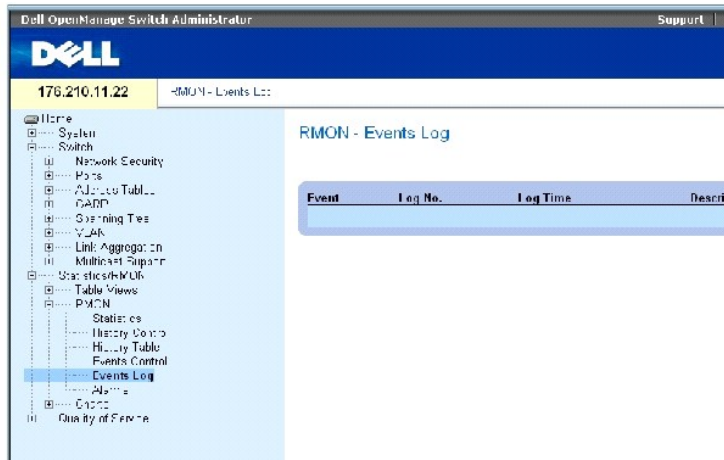 Dell OpenManage Switch Administrator
Support
DELL
176.210.11.22
RMON - Events Log
Home
System
Switch
Network Security
Ports
Address Tables
GARP
Spanning Tree
VLAN
Link Aggregation
Multicast Support
Statistics/RMON
Table Views
RMON
Statistics
History Control
History Table
Events Control
Events Log
Alarms
Charts
Quality of Service
RMON - Events Log
Event Log No. Log Time Descri